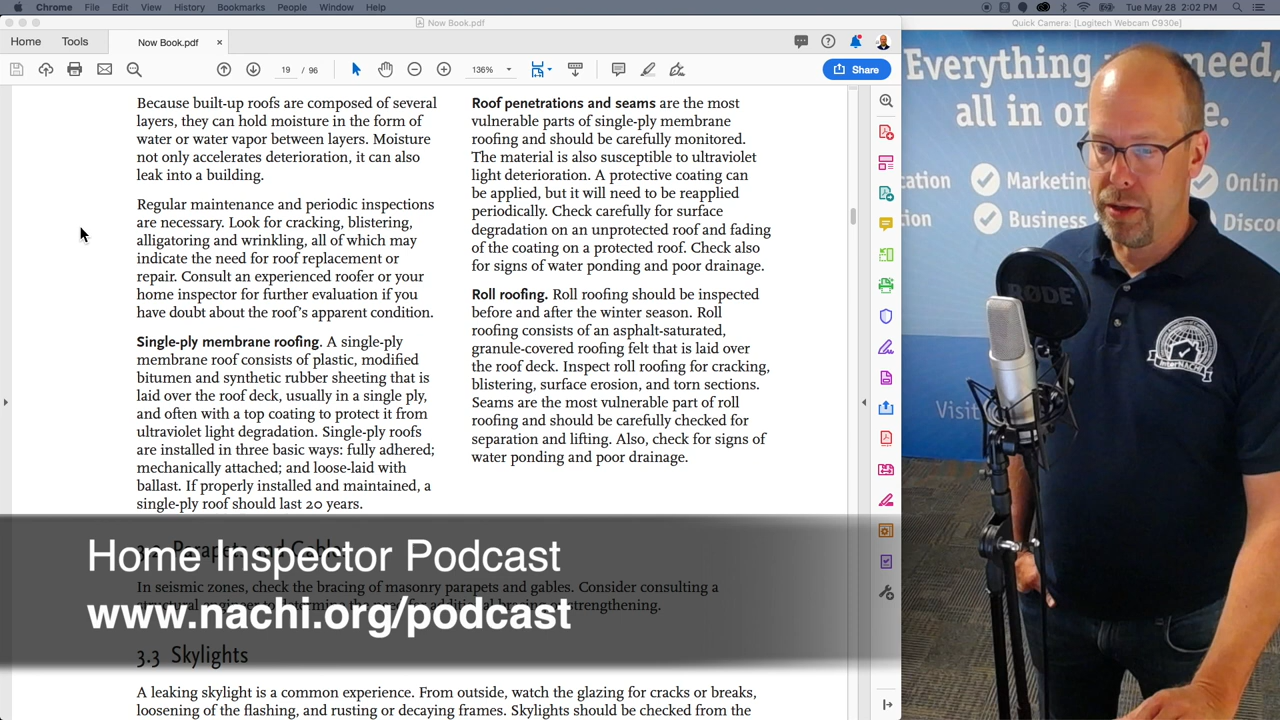 Chrome File Edit View History Bookmarks People Window Help
Tue May 28 2:02 PM
Now Book.pdf
Quick Camera: [Logitech Webcam C930e]
Home Tools Now Book.pdf ×
19 / 96
136%
Share
Because built-up roofs are composed of several
layers, they can hold moisture in the form of
water or water vapor between layers. Moisture
not only accelerates deterioration, it can also
leak into a building.
Regular maintenance and periodic inspections
are necessary. Look for cracking, blistering,
alligatoring and wrinkling, all of which may
indicate the need for roof replacement or
repair. Consult an experienced roofer or your
home inspector for further evaluation if you
have doubt about the roof's apparent condition.
Single-ply membrane roofing. A single-ply
membrane roof consists of plastic, modified
bitumen and synthetic rubber sheeting that is
laid over the roof deck, usually in a single ply,
and often with a top coating to protect it from
ultraviolet light degradation. Single-ply roofs
are installed in three basic ways: fully adhered;
mechanically attached; and loose-laid with
ballast. If properly installed and maintained, a
single-ply roof should last 20 years.
Roof penetrations and seams are the most
vulnerable parts of single-ply membrane
roofing and should be carefully monitored.
The material is also susceptible to ultraviolet
light deterioration. A protective coating can
be applied, but it will need to be reapplied
periodically. Check carefully for surface
degradation on an unprotected roof and fading
of the coating on a protected roof. Check also
for signs of water ponding and poor drainage.
Roll roofing. Roll roofing should be inspected
before and after the winter season. Roll
roofing consists of an asphalt-saturated,
granule-covered roofing felt that is laid over
the roof deck. Inspect roll roofing for cracking,
blistering, surface erosion, and torn sections.
Seams are the most vulnerable part of roll
roofing and should be carefully checked for
separation and lifting. Also, check for signs of
water ponding and poor drainage.
In seismic zones, check the bracing of masonry parapets and gables. Consider consulting a
strengthening.
3.3 Skylights
A leaking skylight is a common experience. From outside, watch the glazing for cracks or breaks,
loosening of the flashing, and rusting or decaying frames. Skylights should be checked from the
Home Inspector Podcast
www.nachi.org/podcast
Everything need,
all in e.
cation Marketing Onlin
ion Business Disco
Visit
RØDE
InterNACHI